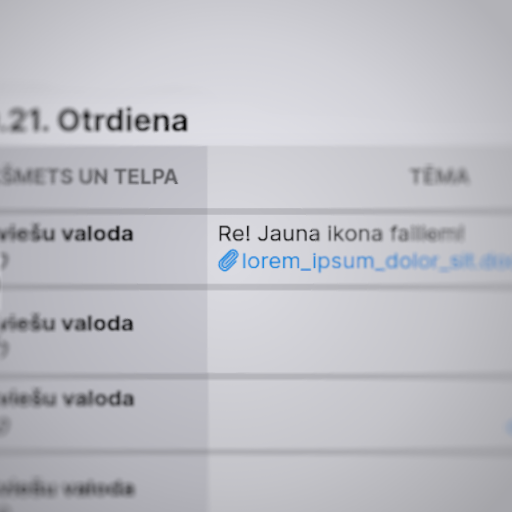 .21. Otrdiena
ŠMETS UN TELPA TĒMA
viešu valoda Re! Jauna ikona failiem!
lorem_ipsum_dolor_sit.
viešu valoda
viešu valoda
viešu valoda